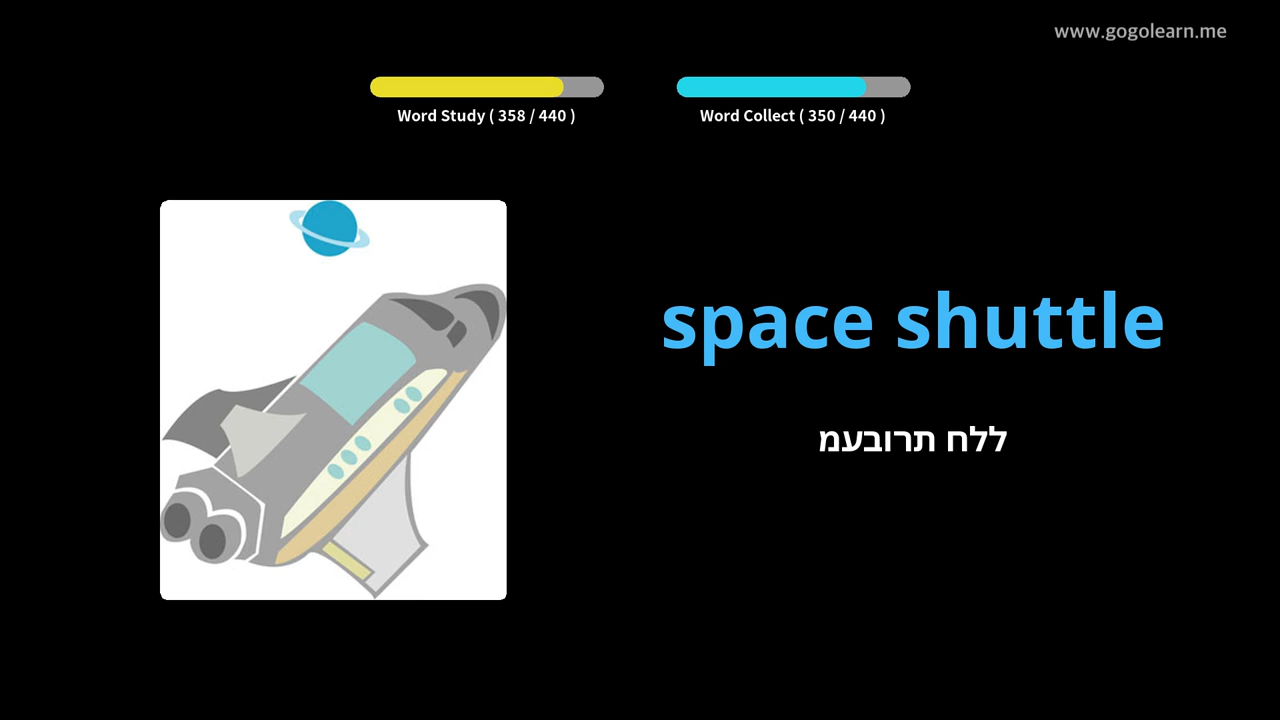 www.gogolearn.me
Word Study ( 358 / 440 )
Word Collect ( 350 / 440 )
space shuttle
ללח תרובעמ